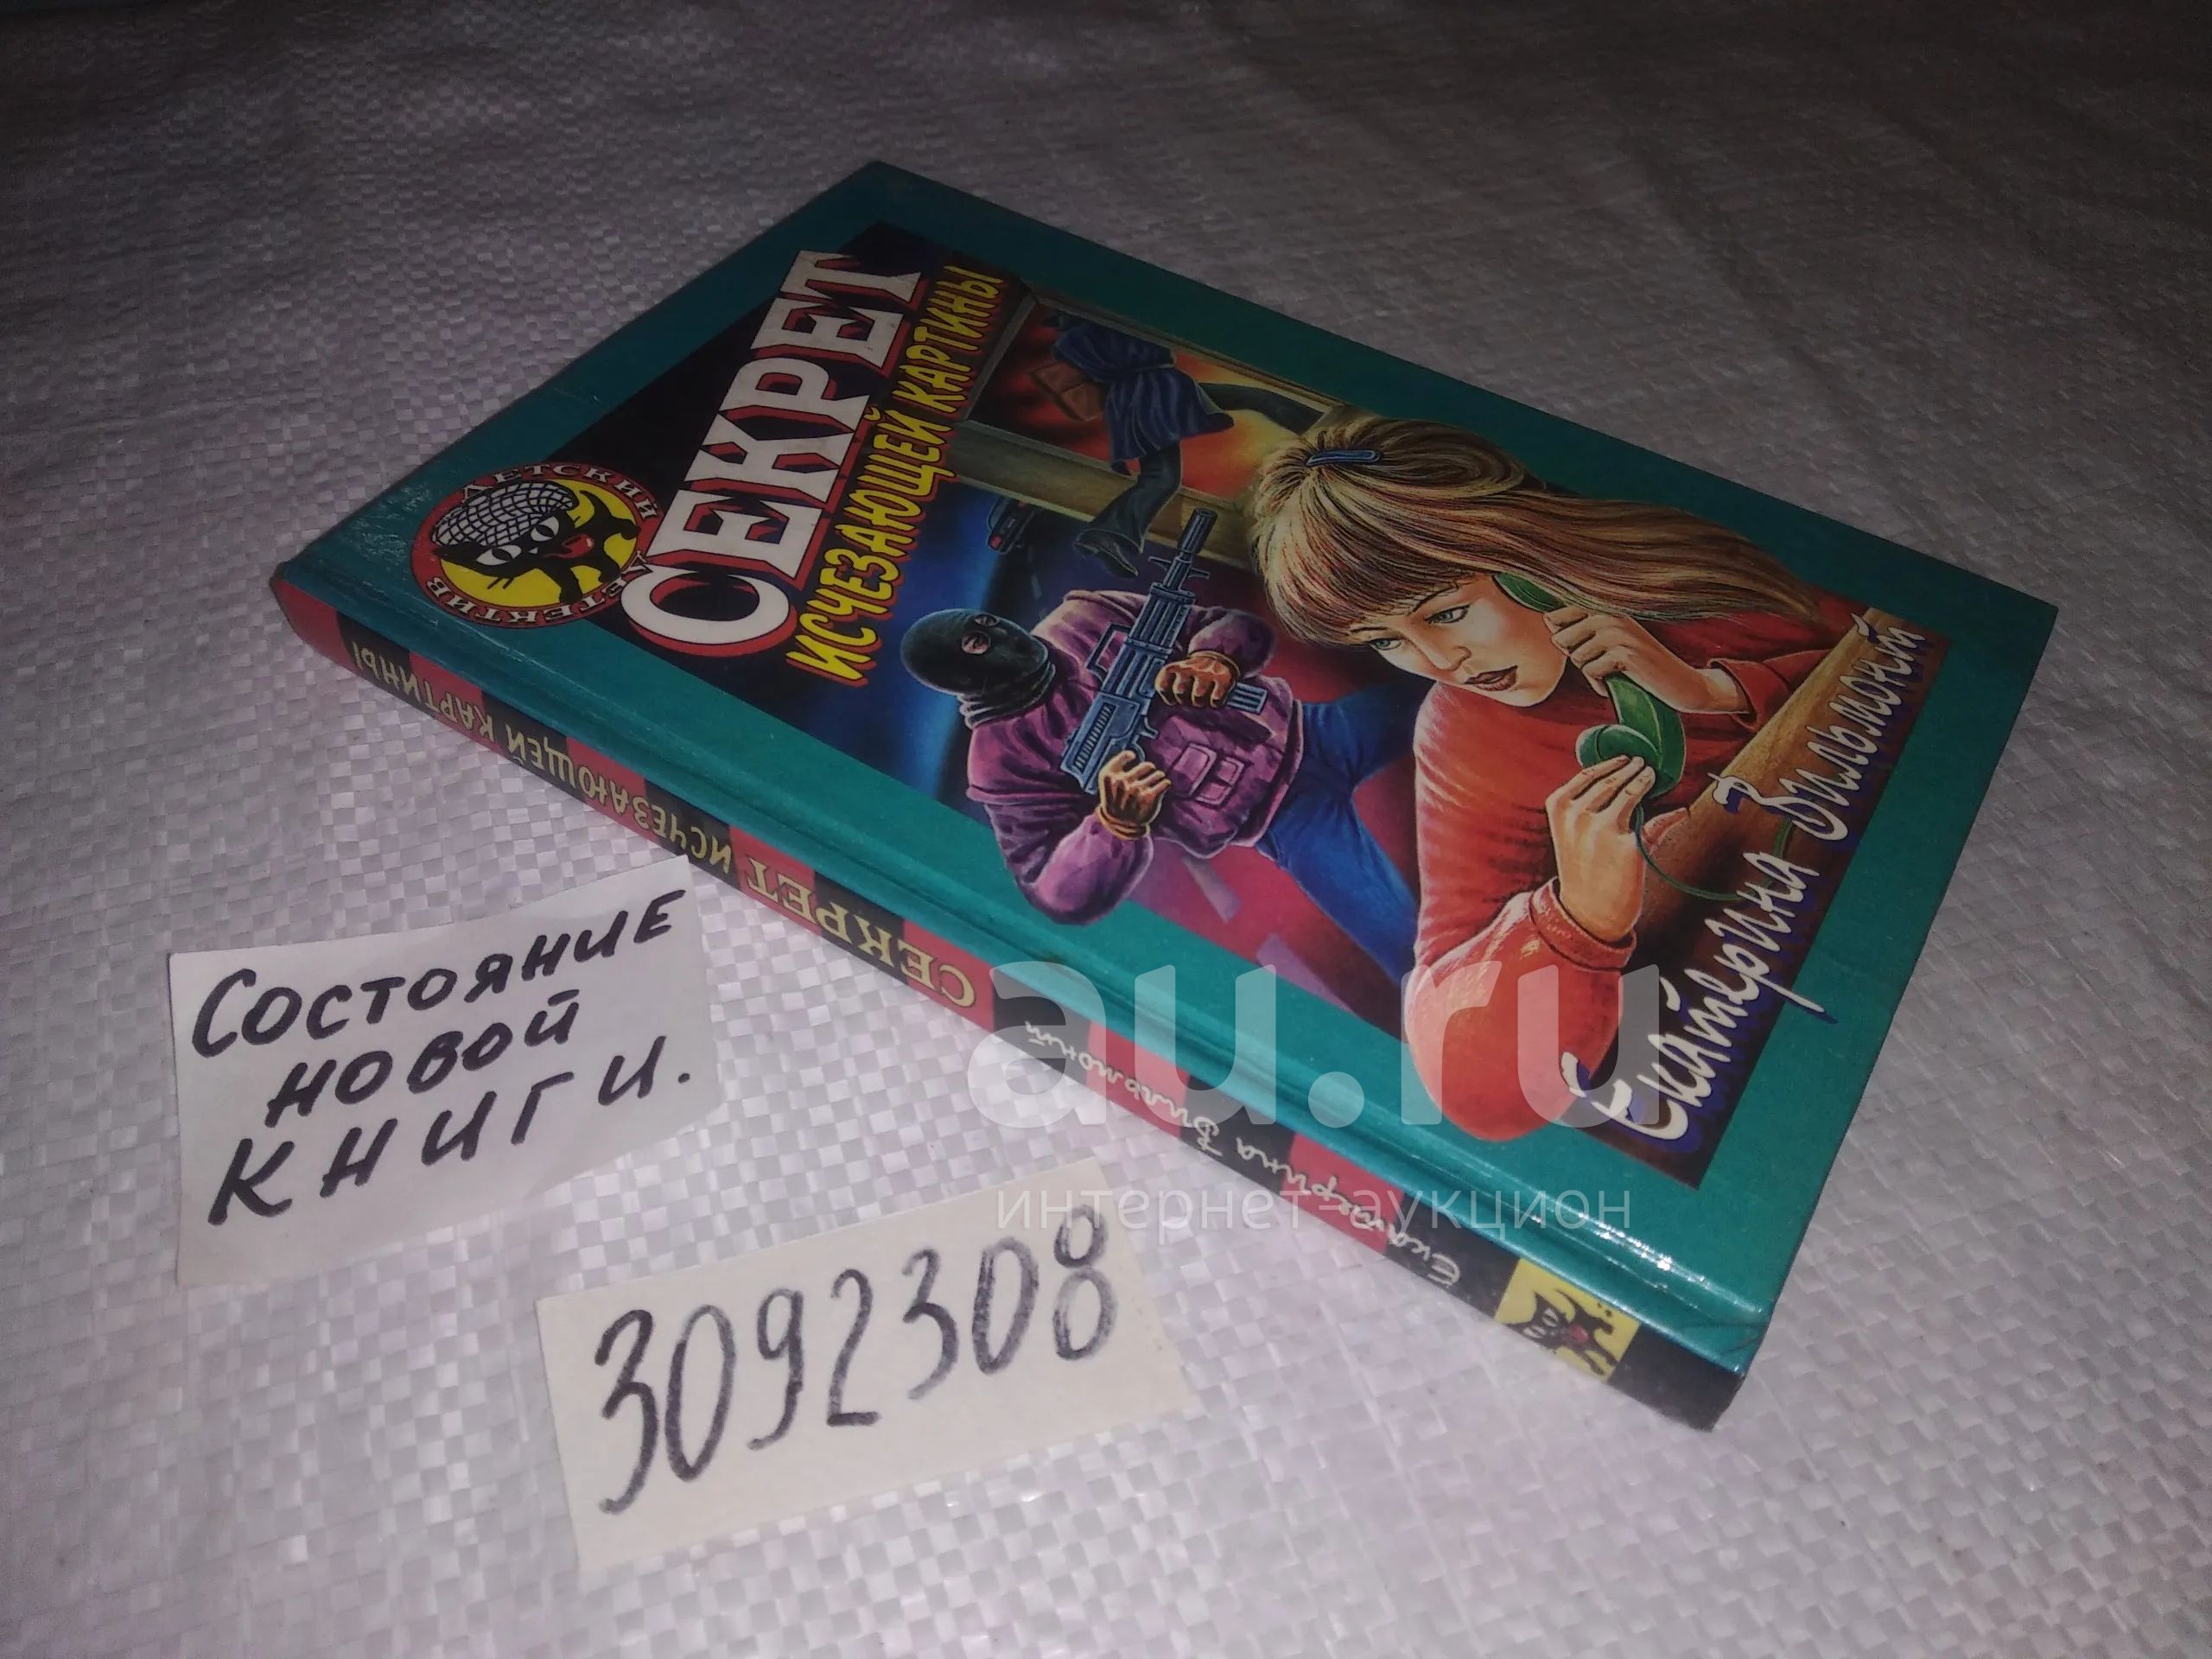 СЕКРЕТ
ИСЧЕЗАЮЩЕЙ КАРТИНЫ
ДЕТСКИЙ
ДЕТЕКТИВ
Екатерина Вильмонт
СЕКРЕТ ИСЧЕЗАЮЩЕЙ КАРТИНЫ
Екатерина Вильмонт
Состояние
новой
книги.
3092308
au.ru
интернет-аукцион